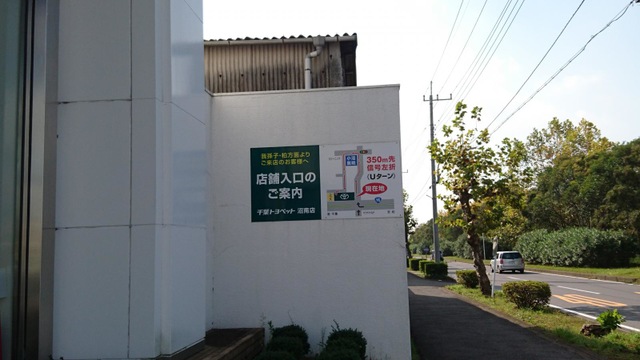 我孫子・柏方面より
ご来店のお客様へ
店舗入口の
ご案内
千葉トヨペット 沼南店
350m先
信号左折
(Uターン)
現在地